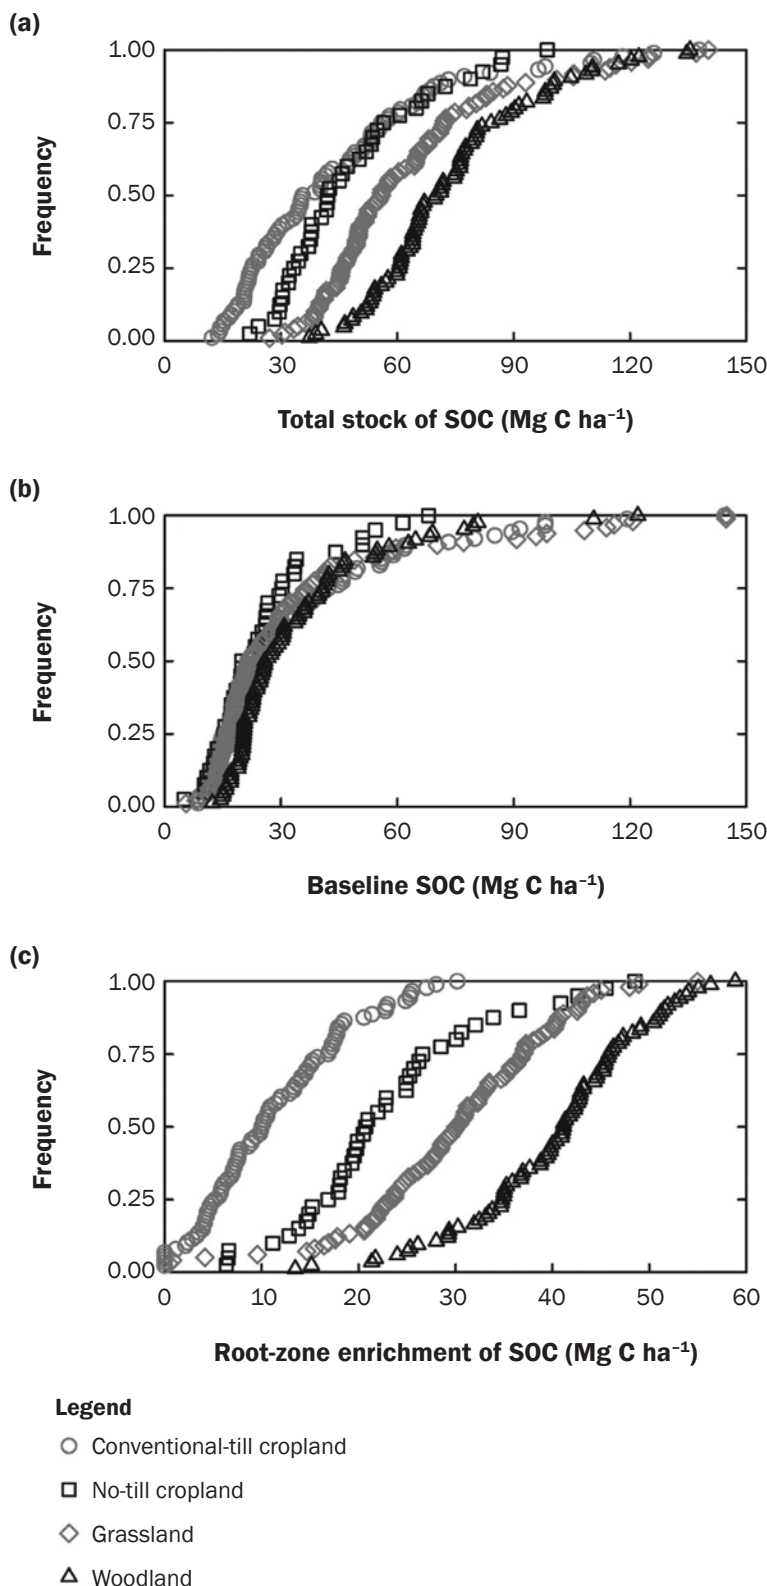 (a)
1.00
0.75
0.50
0.25
0.00
Frequency
0 30 60 90 120 150
Total stock of SOC (Mg C ha⁻¹)
(b)
1.00
0.75
0.50
0.25
0.00
Frequency
0 30 60 90 120 150
Baseline SOC (Mg C ha⁻¹)
(c)
1.00
0.75
0.50
0.25
0.00
Frequency
0 10 20 30 40 50 60
Root-zone enrichment of SOC (Mg C ha⁻¹)
Legend
Conventional-till cropland
No-till cropland
Grassland
Woodland